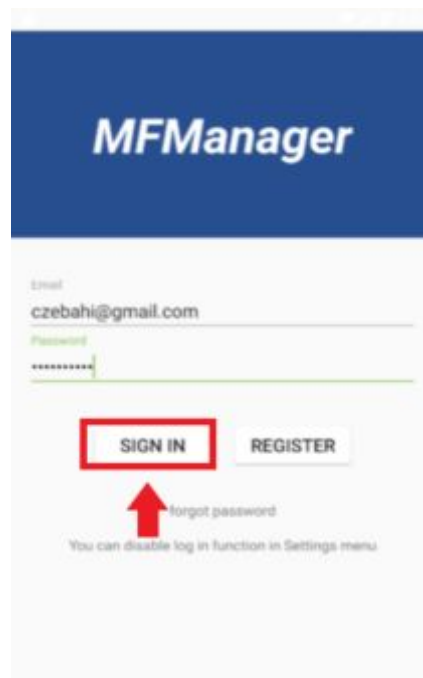 MFManager
Email
czebahi@gmail.com
Password
••••••••••
SIGN IN REGISTER
forgot password
You can disable log in function in Settings menu